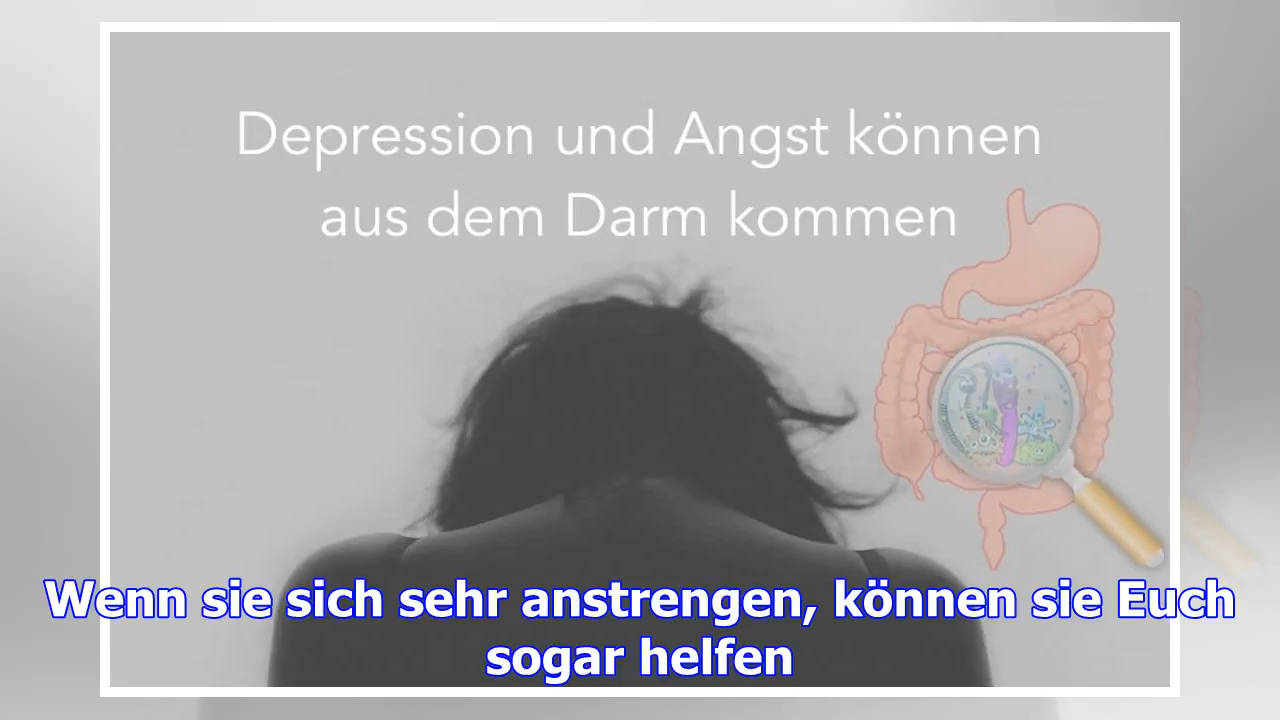 Depression und Angst können
aus dem Darm kommen
Wenn sie sich sehr anstrengen, können sie Euch
sogar helfen